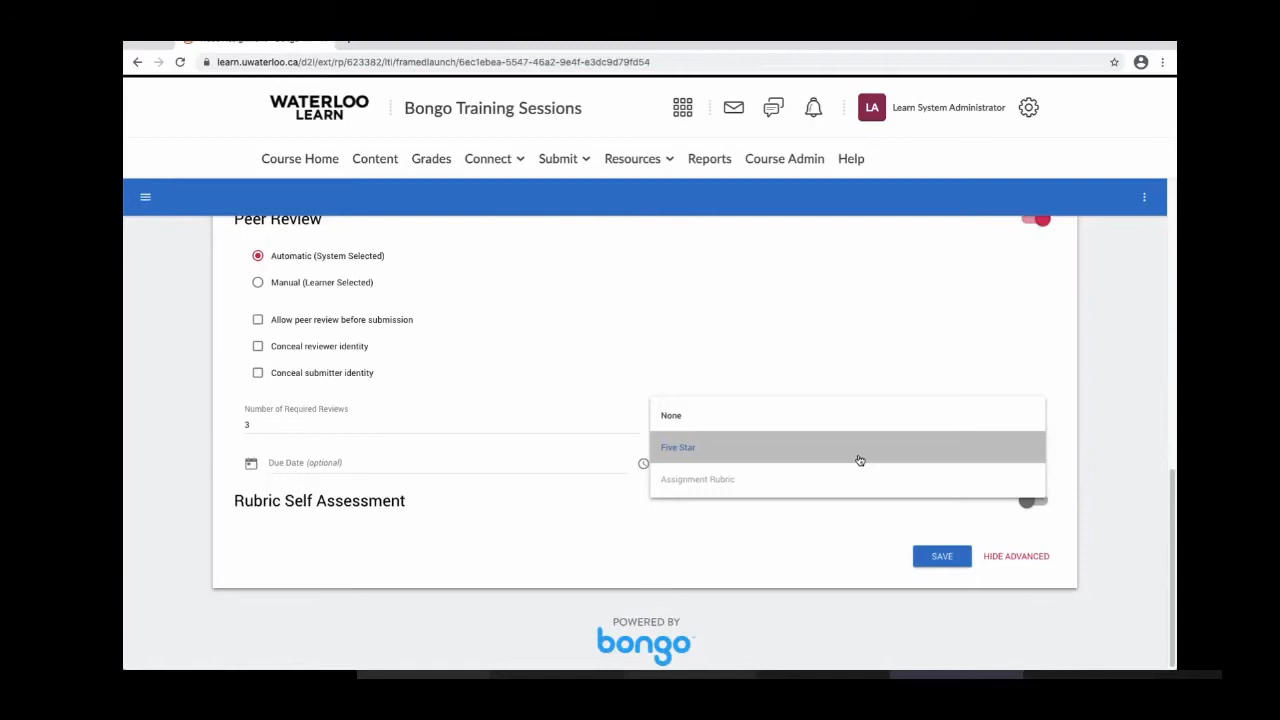 learn.uwaterloo.ca/d2l/ext/rp/623382/lti/framedlaunch/6ec1ebea-5547-46a2-9e4f-e3dc9d79fd54
WATERLOO
LEARN
Bongo Training Sessions
LA
Learn System Administrator
Course Home
Content
Grades
Connect
Submit
Resources
Reports
Course Admin
Help
Peer Review
Automatic (System Selected)
Manual (Learner Selected)
Allow peer review before submission
Conceal reviewer identity
Conceal submitter identity
Number of Required Reviews
3
None
Five Star
Assignment Rubric
Due Date (optional)
Rubric Self Assessment
SAVE
HIDE ADVANCED
POWERED BY
bongo